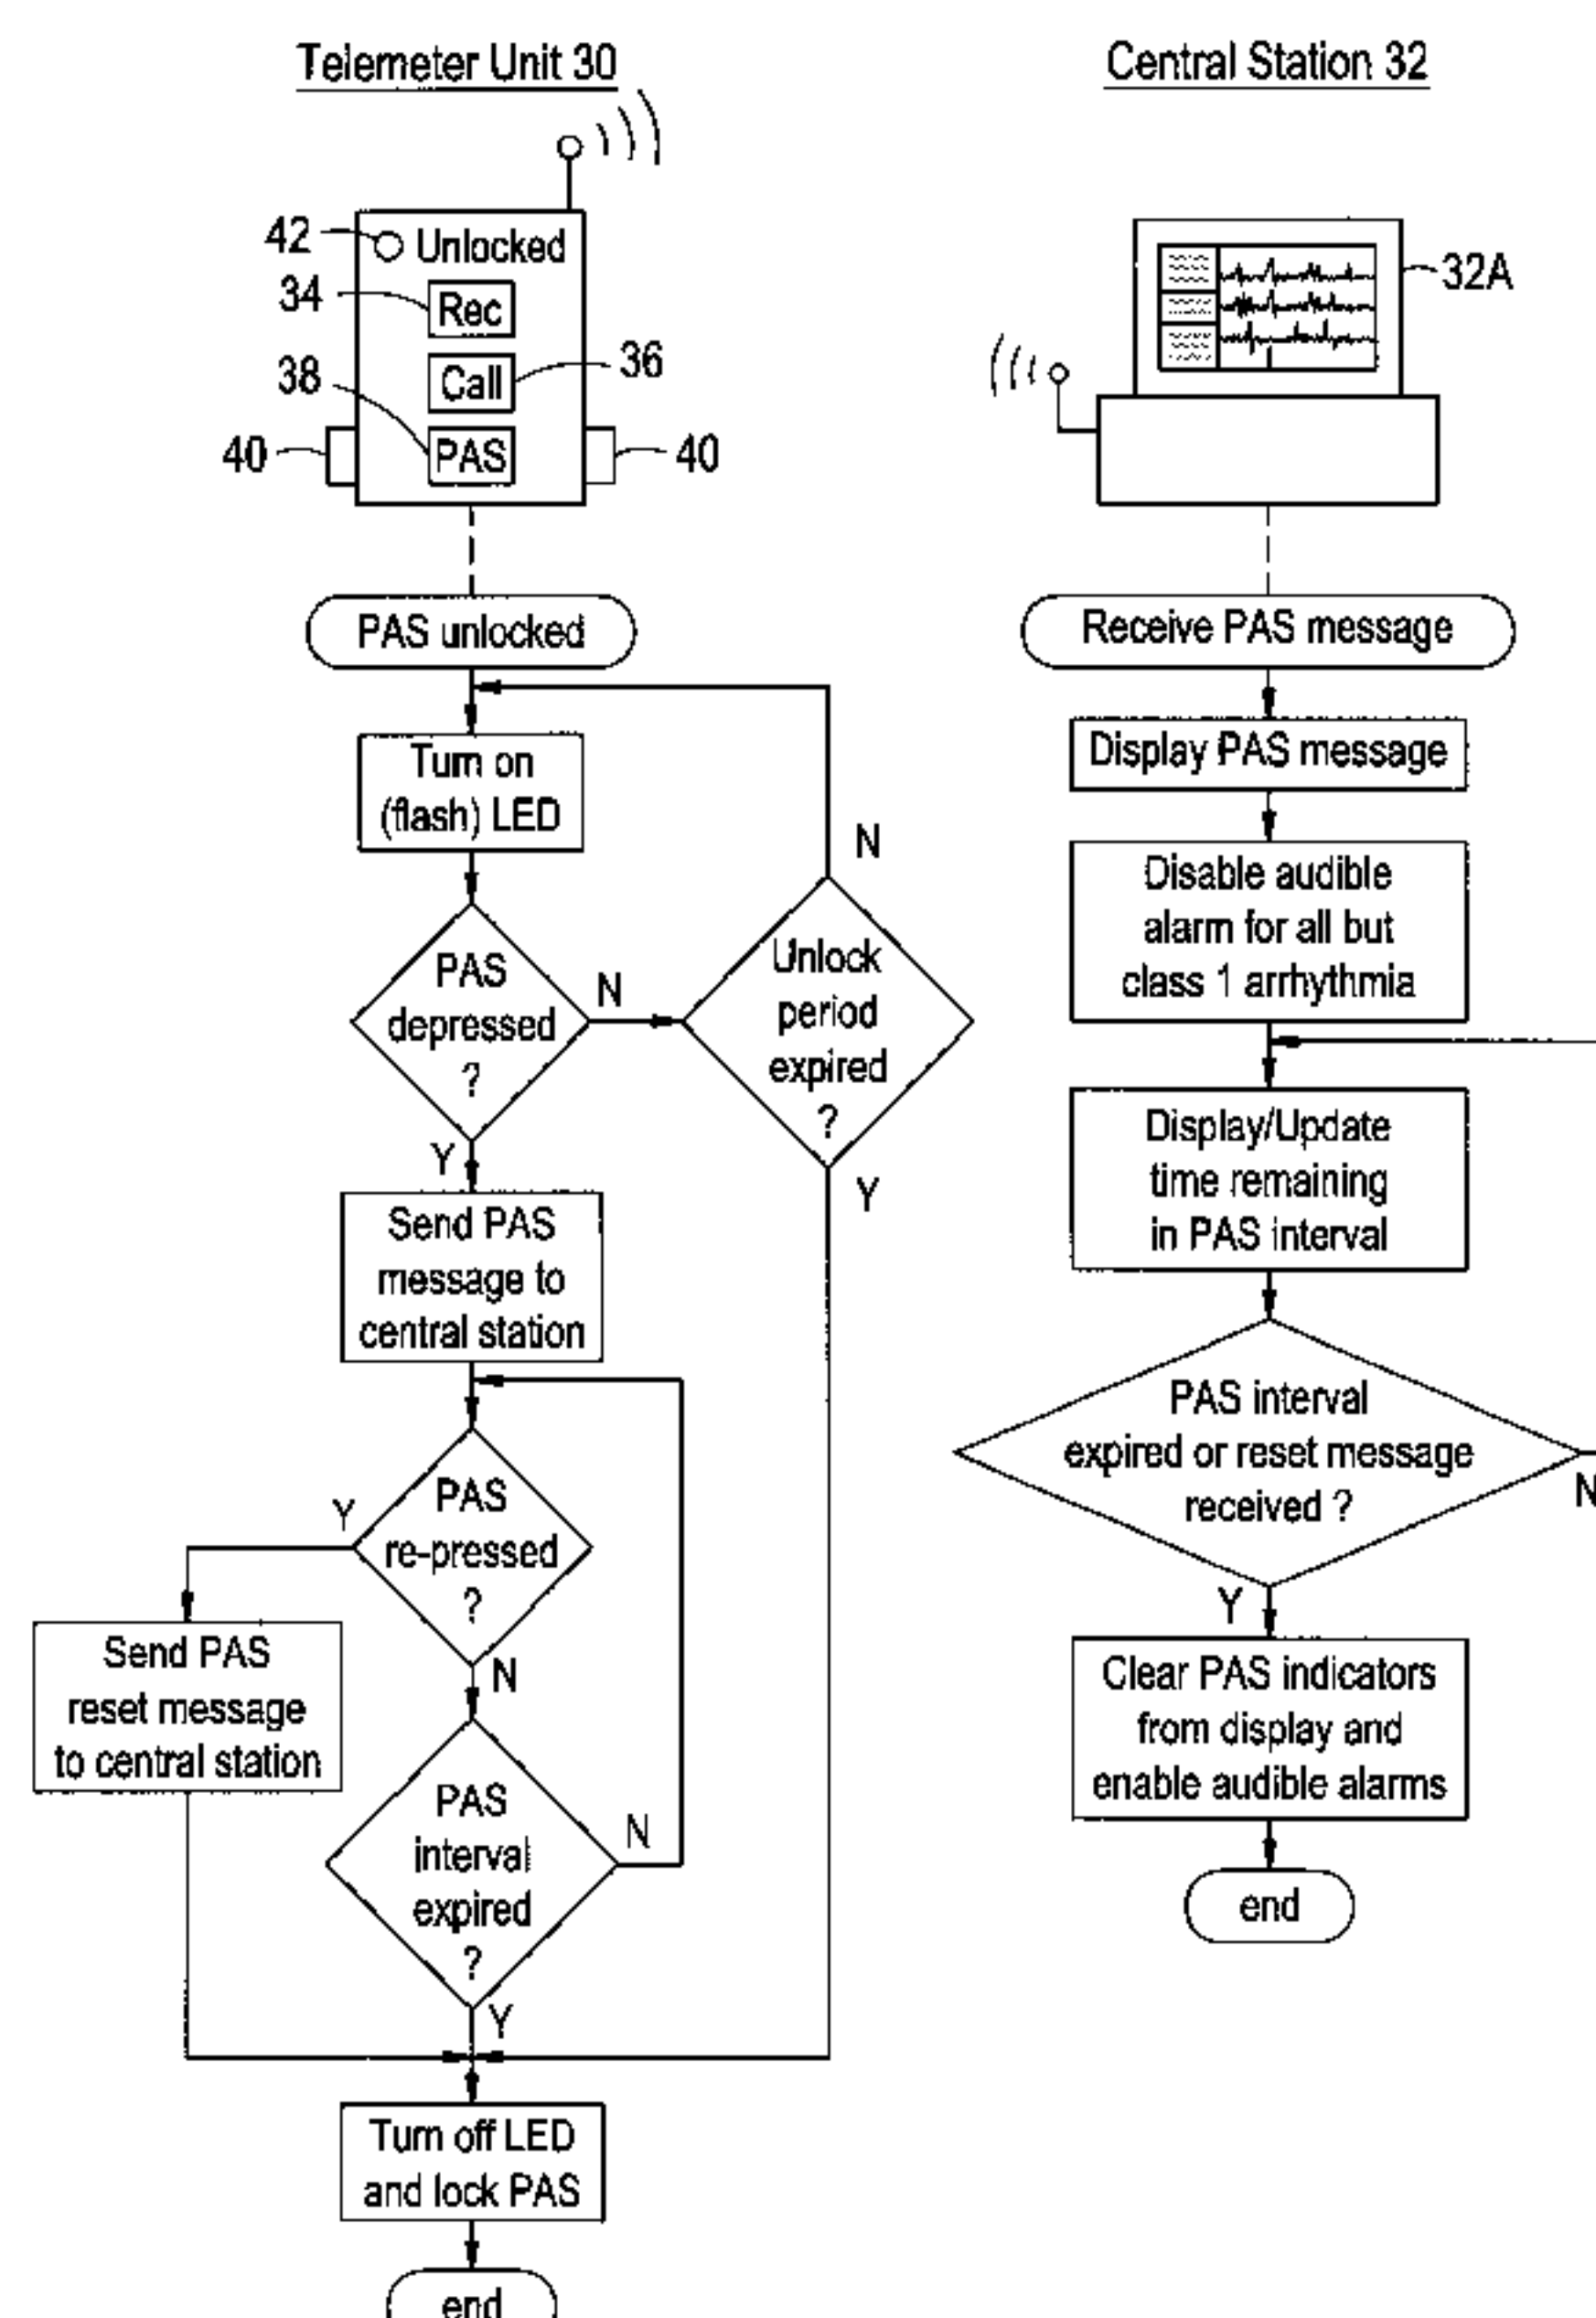 Telemeter Unit 30
42
Unlocked
34
Rec
38
Call
36
40
PAS
40
PAS unlocked
Turn on
(flash) LED
PAS
depressed
?
N
Unlock
period
expired
?
N
Y
Y
Send PAS
message to
central station
PAS
re-pressed
?
Y
N
Send PAS
reset message
to central station
PAS
interval
expired
?
N
Y
Turn off LED
and lock PAS
end
Central Station 32
32A
Receive PAS message
Display PAS message
Disable audible
alarm for all but
class 1 arrhythmia
Display/Update
time remaining
in PAS interval
PAS interval
expired or reset message
received ?
N
Y
Clear PAS indicators
from display and
enable audible alarms
end